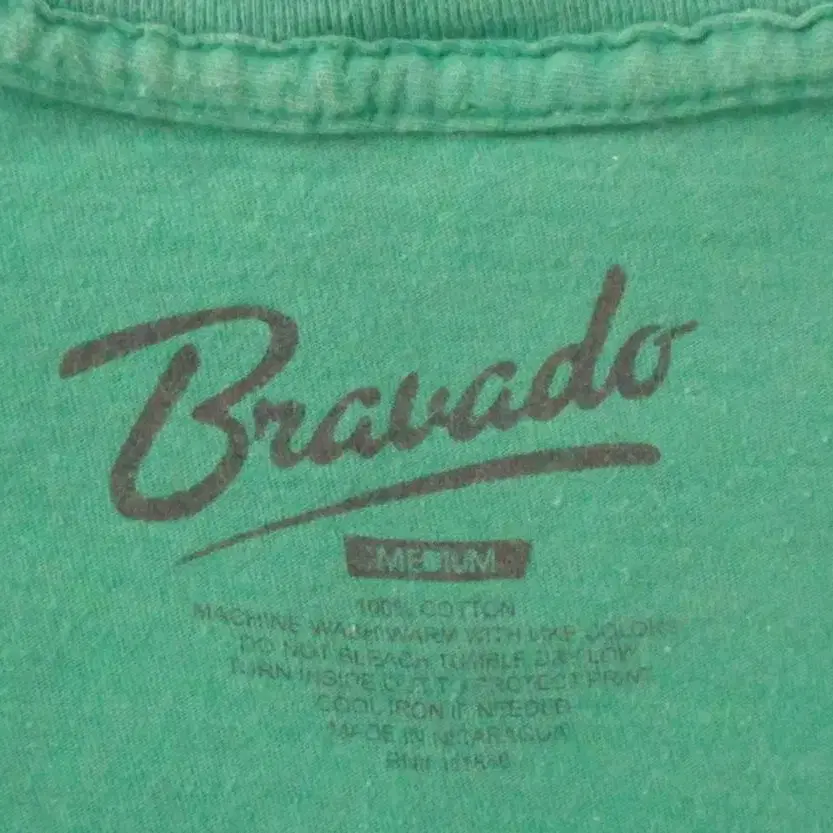 Bravado
MEDIUM
100% COTTON
MACHINE WASH WARM WITH LIKE COLORS
DO NOT BLEACH TUMBLE DRY LOW
TURN INSIDE OUT TO PROTECT PRINT
COOL IRON IF NEEDED
MADE IN NICARAGUA
RN#